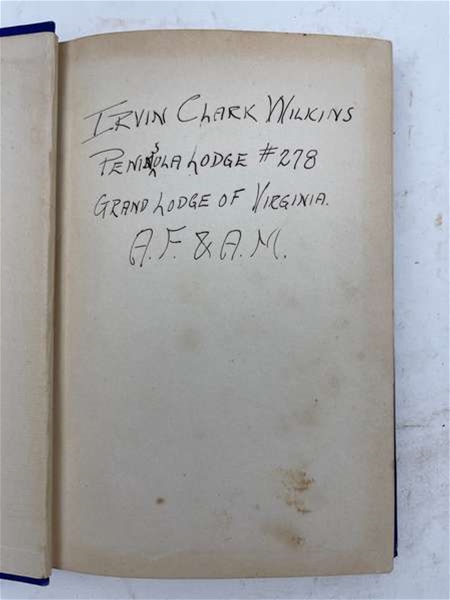 IRVIN CLARK WILKINS
PENINSULA LODGE #278
GRAND LODGE OF VIRGINIA.
A.F. & A.M.